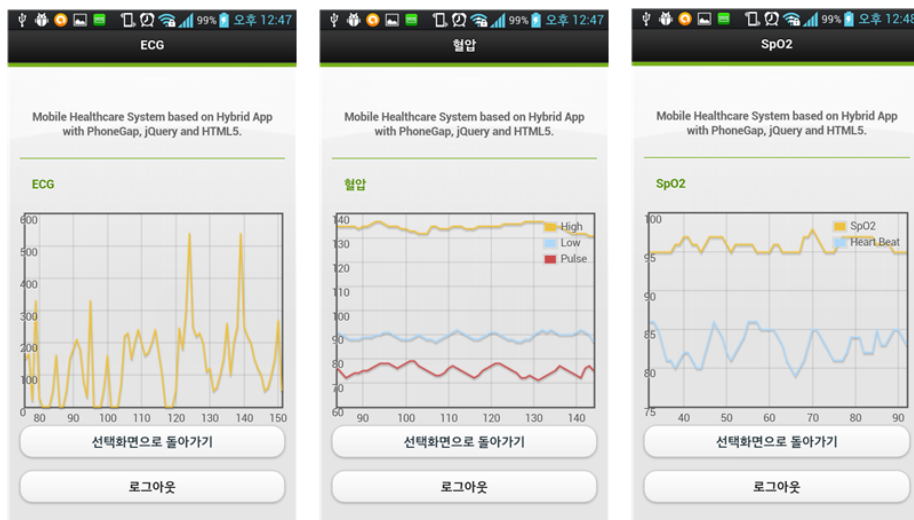 99% 오후 12:47
ECG
Mobile Healthcare System based on Hybrid App
with PhoneGap, jQuery and HTML5.
ECG
600
500
400
300
200
100
0
80 90 100 110 120 130 140 150
선택화면으로 돌아가기
로그아웃
99% 오후 12:47
혈압
Mobile Healthcare System based on Hybrid App
with PhoneGap, jQuery and HTML5.
혈압
High
Low
Pulse
140
130
120
110
100
90
80
70
60
90 100 110 120 130 140
선택화면으로 돌아가기
로그아웃
99% 오후 12:48
SpO2
Mobile Healthcare System based on Hybrid App
with PhoneGap, jQuery and HTML5.
SpO2
SpO2
Heart Beat
100
95
90
85
80
75
40 50 60 70 80 90
선택화면으로 돌아가기
로그아웃